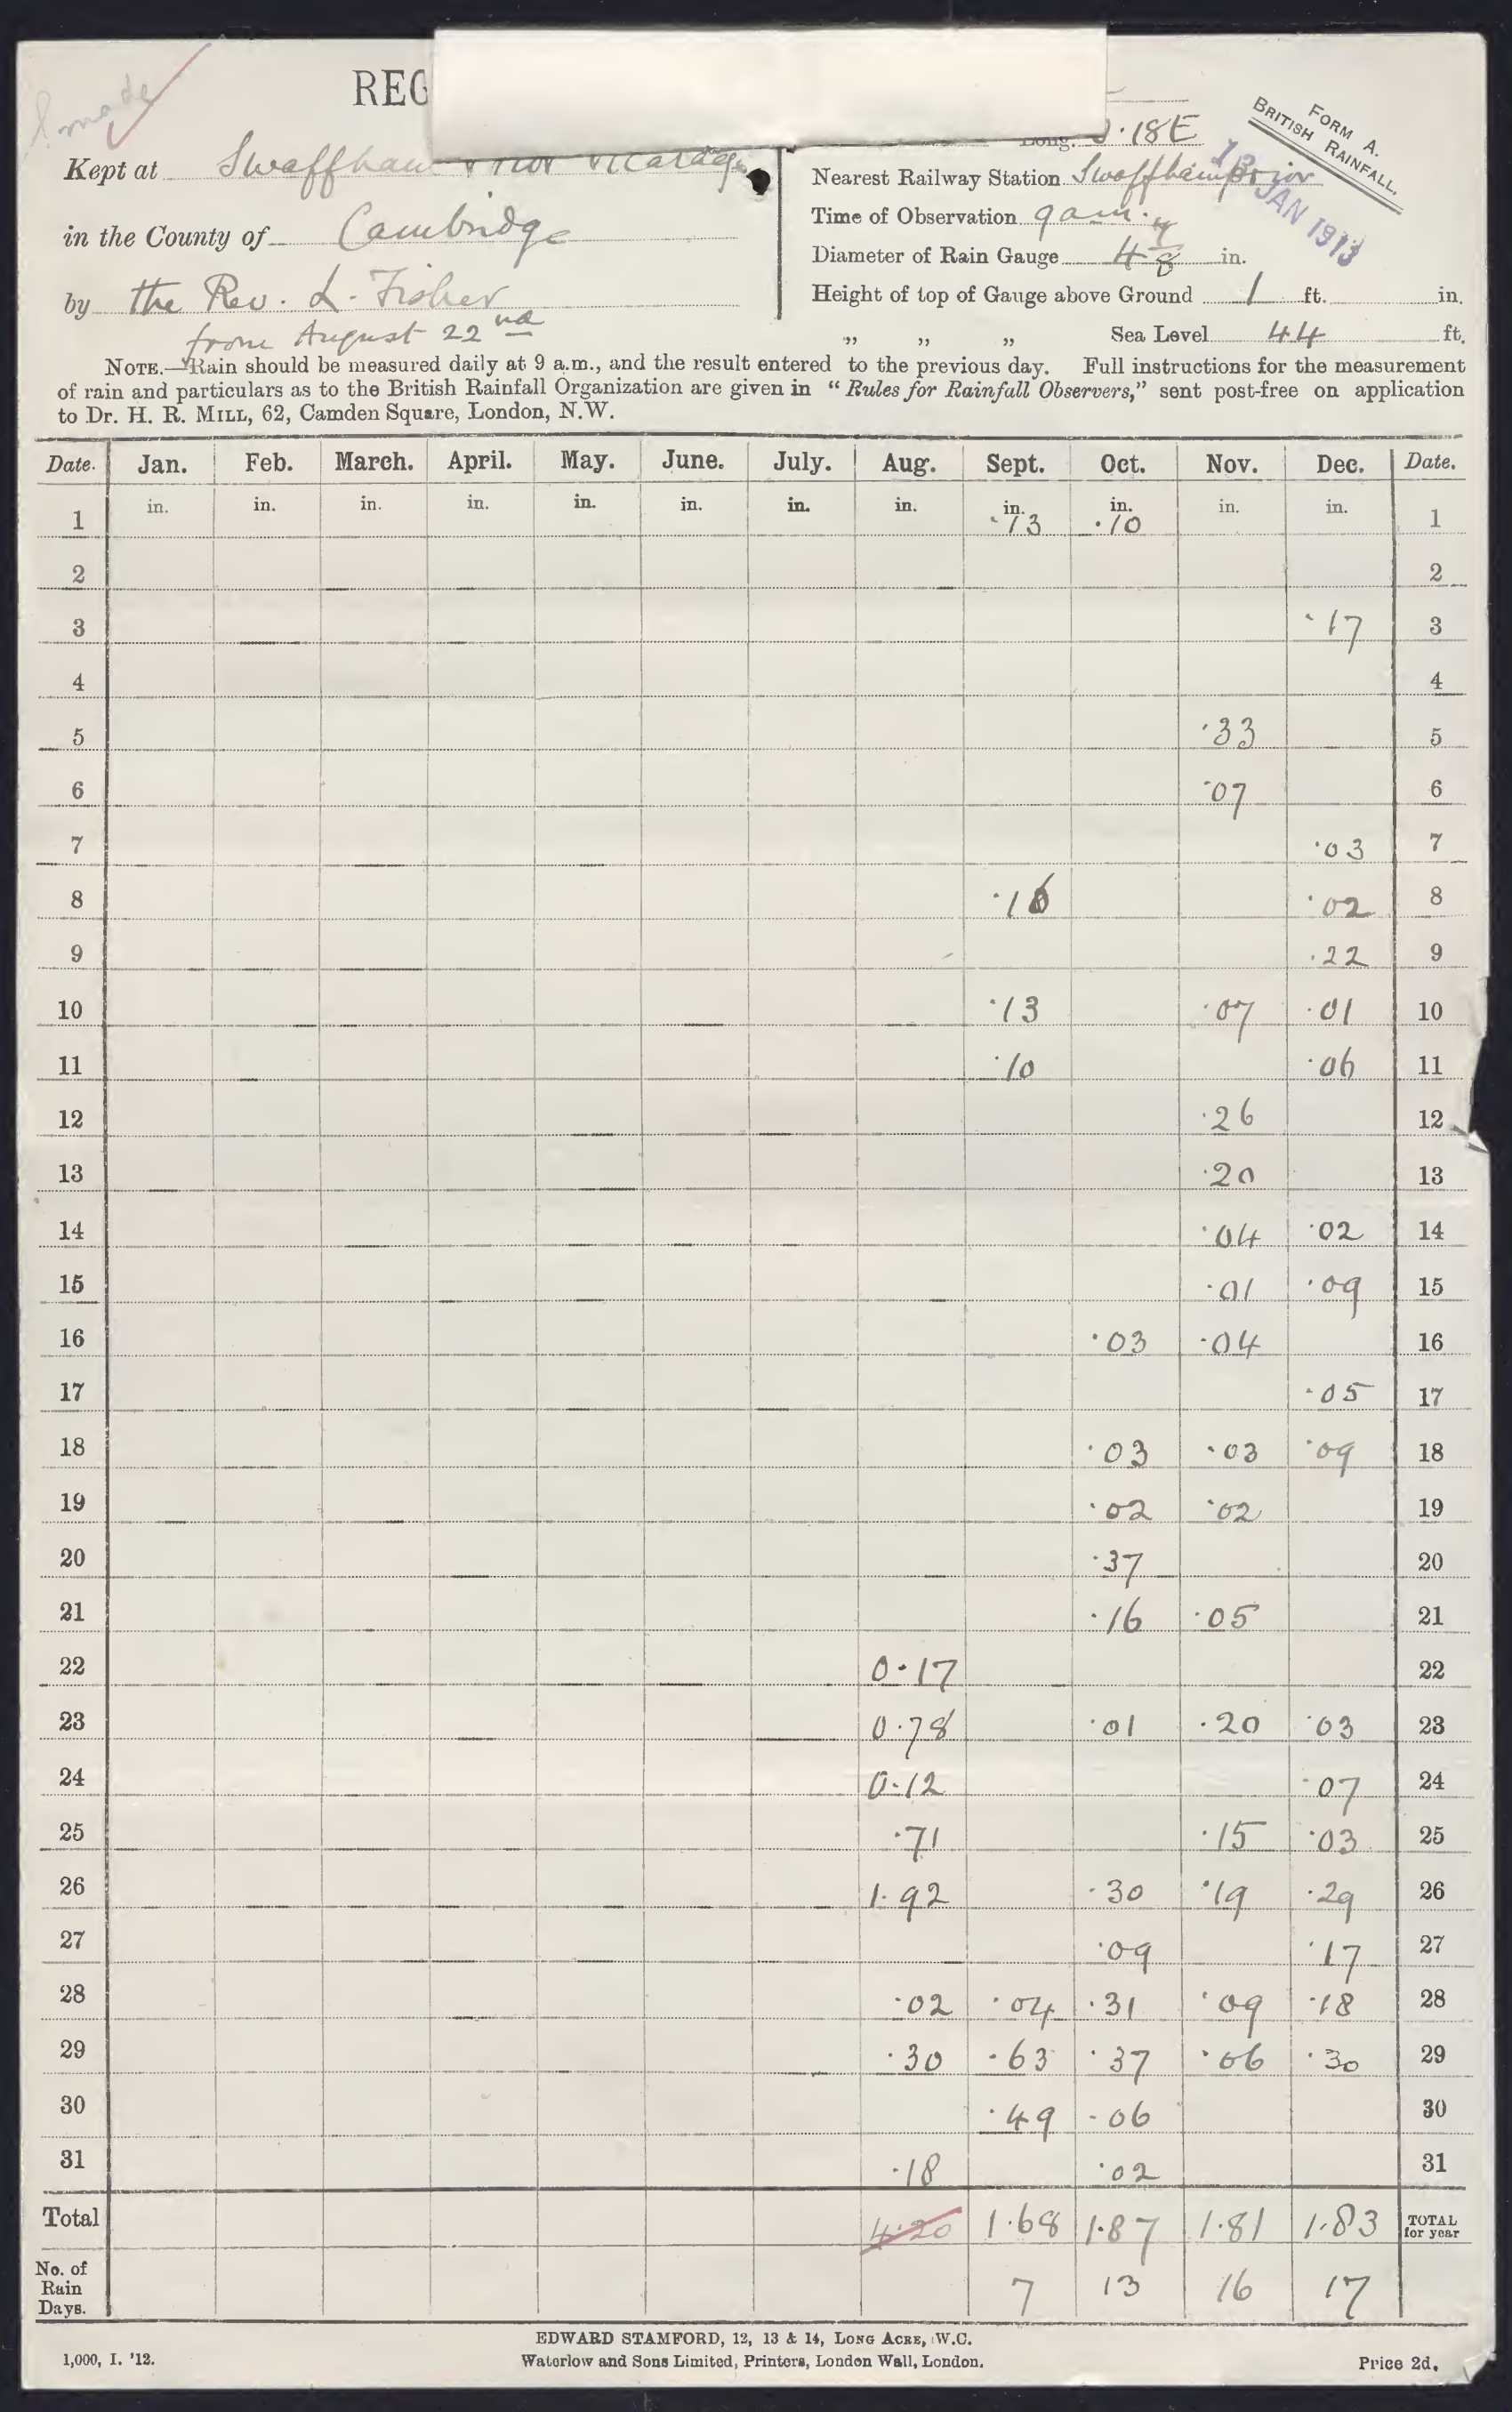 REG
FORM A.
BRITISH RAINFALL.
13 JAN 1913
·18E
Kept at Swaffham Prior Vicarage
in the County of Cambridge
by the Rev. L. Fisher
from August 22nd
Nearest Railway Station Swaffham Prior
Time of Observation 9 a.m.
Diameter of Rain Gauge in.
Height of top of Gauge above Ground 1 ft. in.
" " " Sea Level 44 ft.
NOTE.—Rain should be measured daily at 9 a.m., and the result entered to the previous day. Full instructions for the measurement
of rain and particulars as to the British Rainfall Organization are given in “Rules for Rainfall Observers,” sent post-free on application
to Dr. H. R. MILL, 62, Camden Square, London, N.W.
Date. Jan. Feb. March. April. May. June. July. Aug. Sept. Oct. Nov. Dec. Date.
in. in. in. in. in. in. in. in. in. in. in. in.
1 ·13 ·10 1
2 2
3 ·17 3
4 4
5 ·33 5
6 ·07 6
7 ·03 7
8 ·16 ·02 8
9 ·22 9
10 ·13 ·07 ·01 10
11 ·10 ·06 11
12 ·26 12
13 ·20 13
14 ·04 ·02 14
15 ·01 ·09 15
16 ·03 ·04 16
17 ·05 17
18 ·03 ·03 ·09 18
19 ·02 ·02 19
20 ·37 20
21 ·16 ·05 21
22 0·17 22
23 0·78 ·01 ·20 ·03 23
24 0·12 ·07 24
25 ·71 ·15 ·03 25
26 1·92 ·30 ·19 ·29 26
27 ·09 ·17 27
28 ·02 ·04 ·31 ·09 ·18 28
29 ·30 ·63 ·37 ·06 ·30 29
30 ·49 ·06 30
31 ·18 ·02 31
Total 4·20 1·68 1·87 1·81 1·83 TOTAL for year
No. of Rain Days. 7 13 16 17
EDWARD STAMFORD, 12, 13 & 14, LONG ACRE, W.C.
1,000, I. '12. Waterlow and Sons Limited, Printers, London Wall, London. Price 2d.